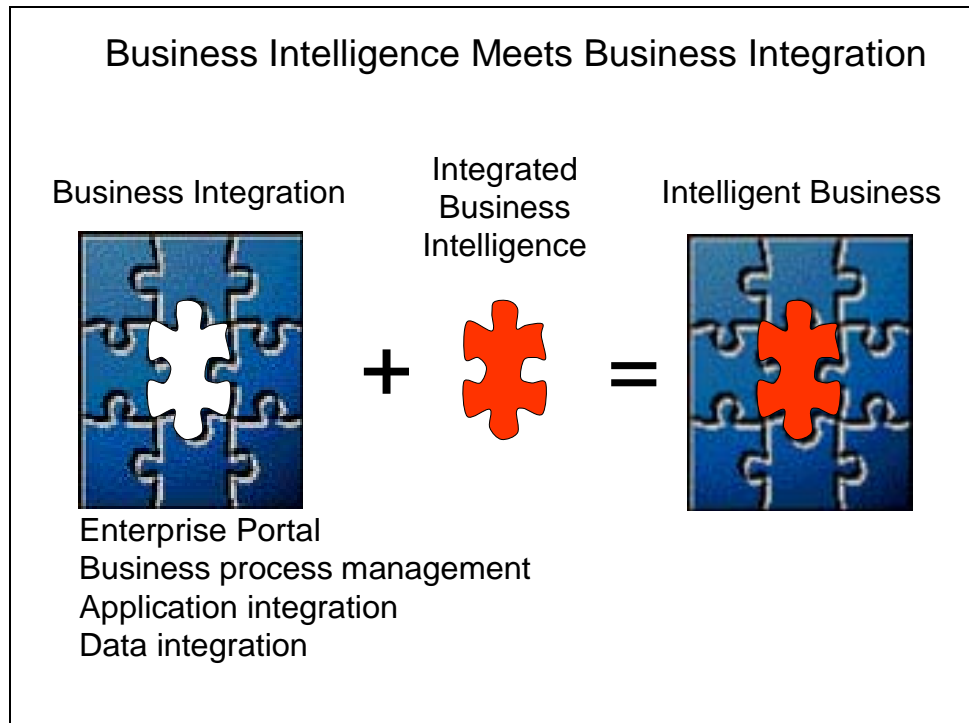 Business Intelligence Meets Business Integration
Business Integration
Integrated
Business
Intelligence
Intelligent Business
+
=
Enterprise Portal
Business process management
Application integration
Data integration